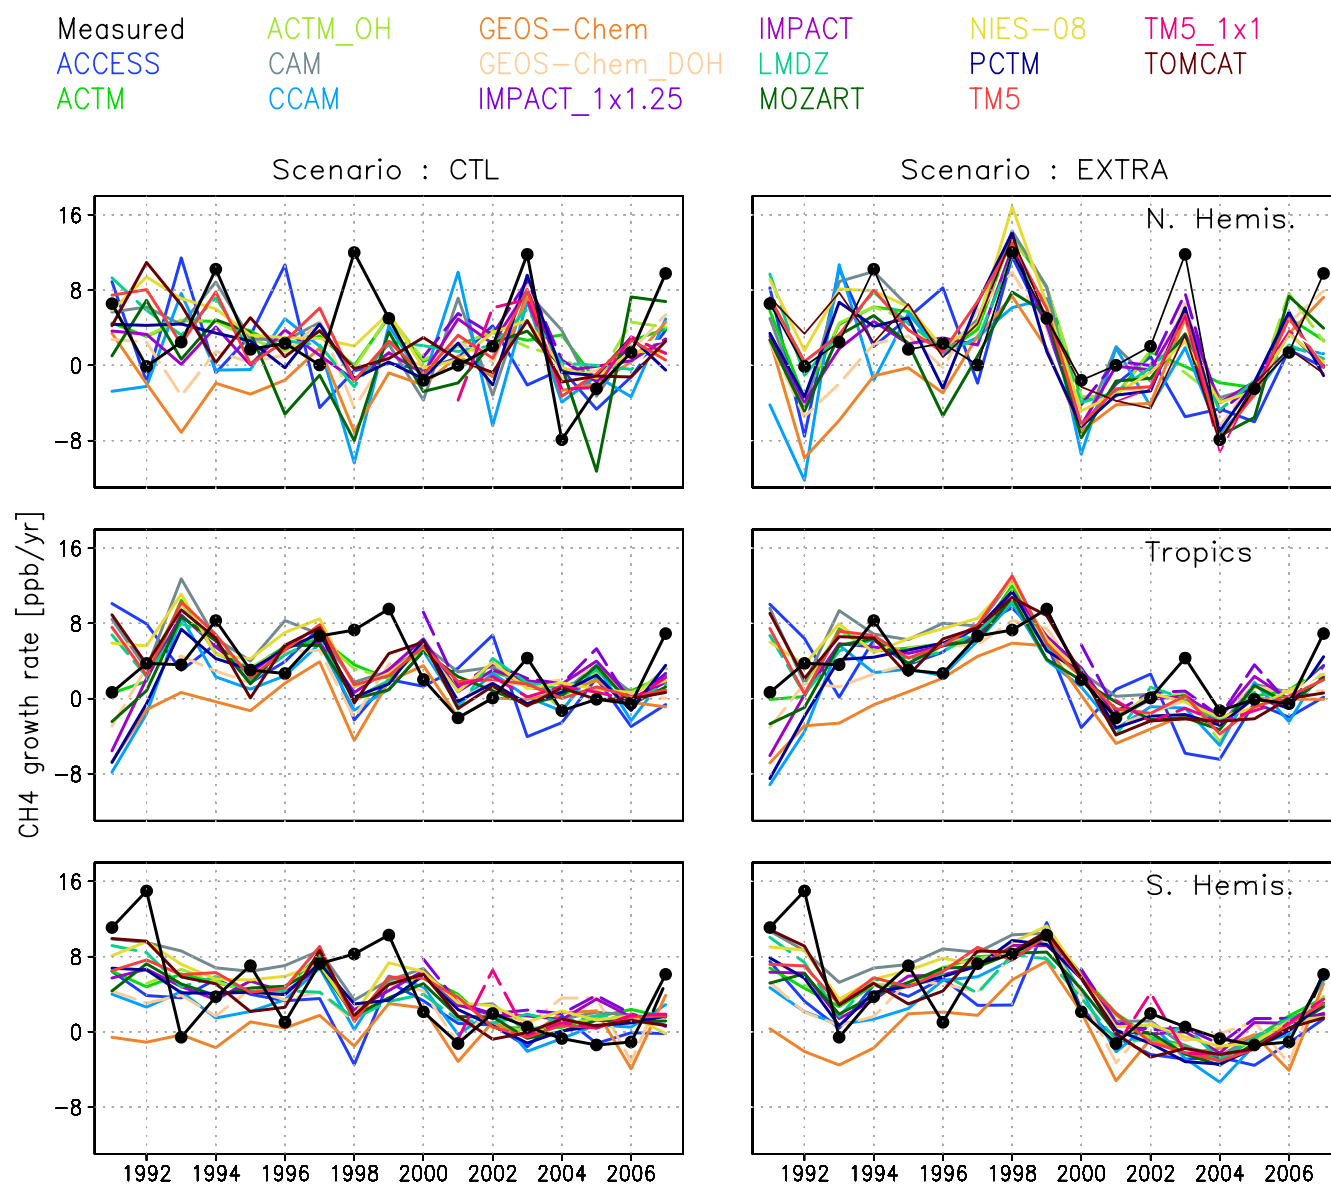 Measured ACTM_OH GEOS-Chem IMPACT NIES-08 TM5_1x1
ACCESS CAM GEOS-Chem_DOH LMDZ PCTM TOMCAT
ACTM CCAM IMPACT_1x1.25 MOZART TM5
Scenario : CTL Scenario : EXTRA
16
8
0
-8
N. Hemis.
CH4 growth rate [ppb/yr]
16
8
0
-8
Tropics
16
8
0
-8
S. Hemis.
1992 1994 1996 1998 2000 2002 2004 2006 1992 1994 1996 1998 2000 2002 2004 2006